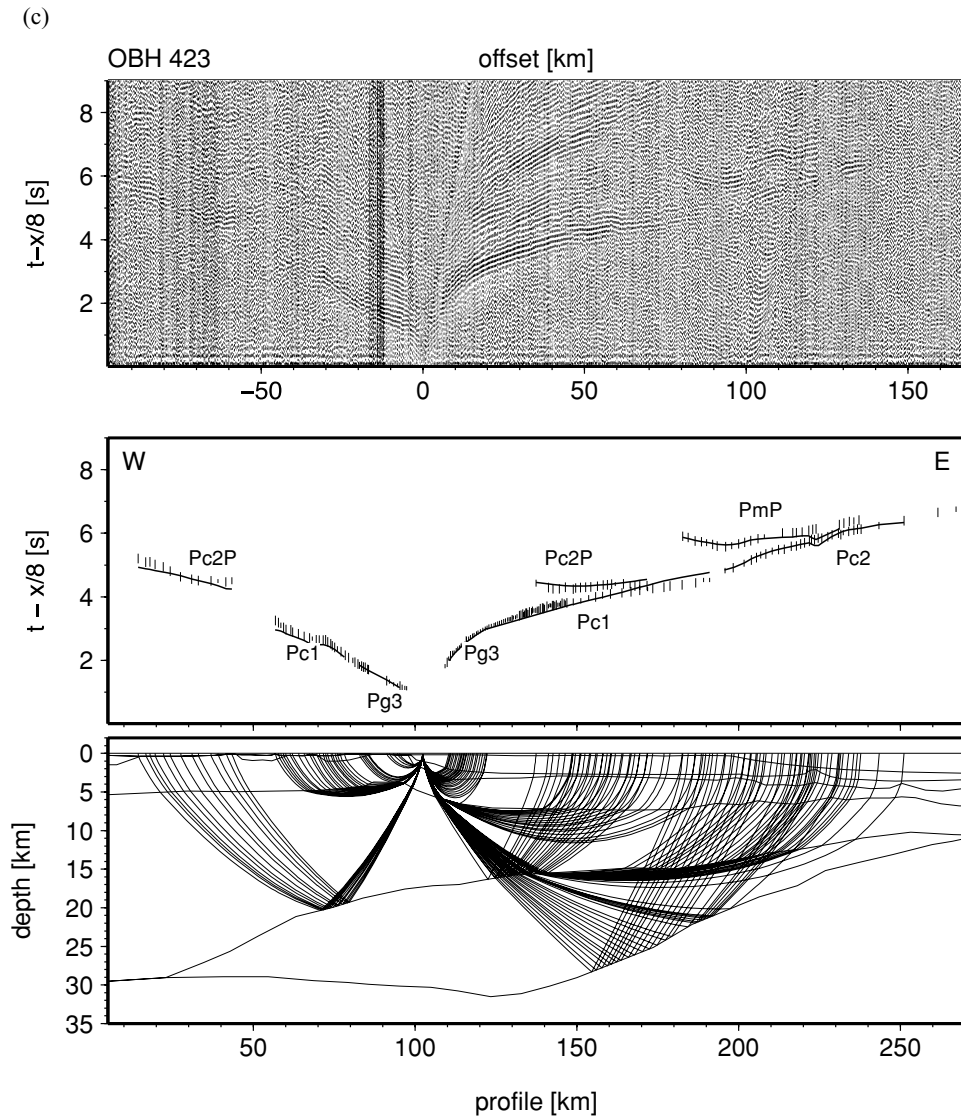 (c)
OBH 423 offset [km]
8
6
4
2
t−x/8 [s]
−50 0 50 100 150
W E
8
6
4
2
t − x/8 [s]
PmP
Pc2P Pc2P Pc2
Pc1 Pc1
Pg3 Pg3
0
5
10
15
20
25
30
35
depth [km]
50 100 150 200 250
profile [km]